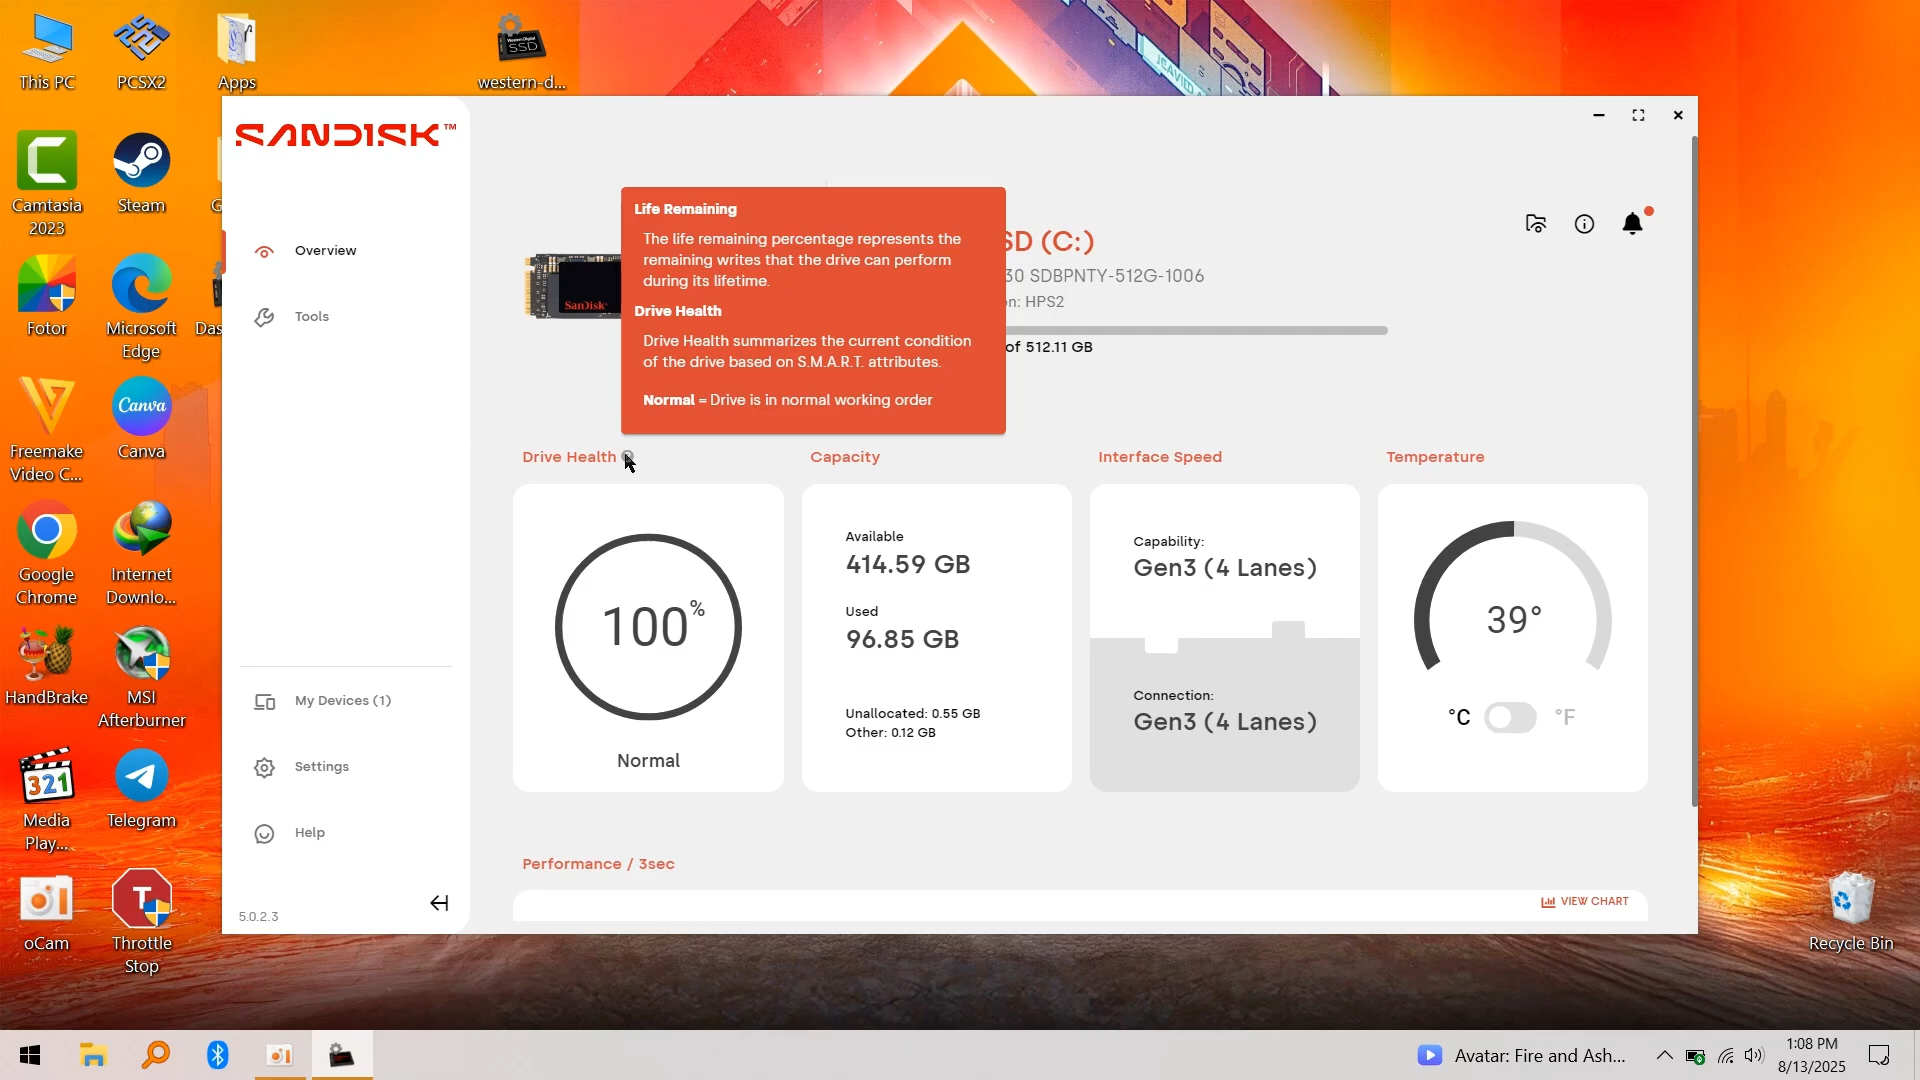 This PC
PCSX2
Apps
western-d...
Camtasia
2023
Steam
G
Fotor
Microsoft
Edge
Das
Freemake
Video C...
Canva
Canva
Google
Chrome
Internet
Downlo...
HandBrake
MSI
Afterburner
321
Media
Play...
Telegram
oCam
T
Throttle
Stop
Recycle Bin
Western Digital
SSD
SANDISK™
Overview
Tools
My Devices (1)
Settings
Help
5.0.2.3
SanDisk
Life Remaining
The life remaining percentage represents the
remaining writes that the drive can perform
during its lifetime.
Drive Health
Drive Health summarizes the current condition
of the drive based on S.M.A.R.T. attributes.
Normal = Drive is in normal working order
SD (C:)
30 SDBPNTY-512G-1006
n: HPS2
of 512.11 GB
Drive Health
100%
Normal
Capacity
Available
414.59 GB
Used
96.85 GB
Unallocated: 0.55 GB
Other: 0.12 GB
Interface Speed
Capability:
Gen3 (4 Lanes)
Connection:
Gen3 (4 Lanes)
Temperature
39°
°C
°F
Performance / 3sec
VIEW CHART
Avatar: Fire and Ash...
1:08 PM
8/13/2025